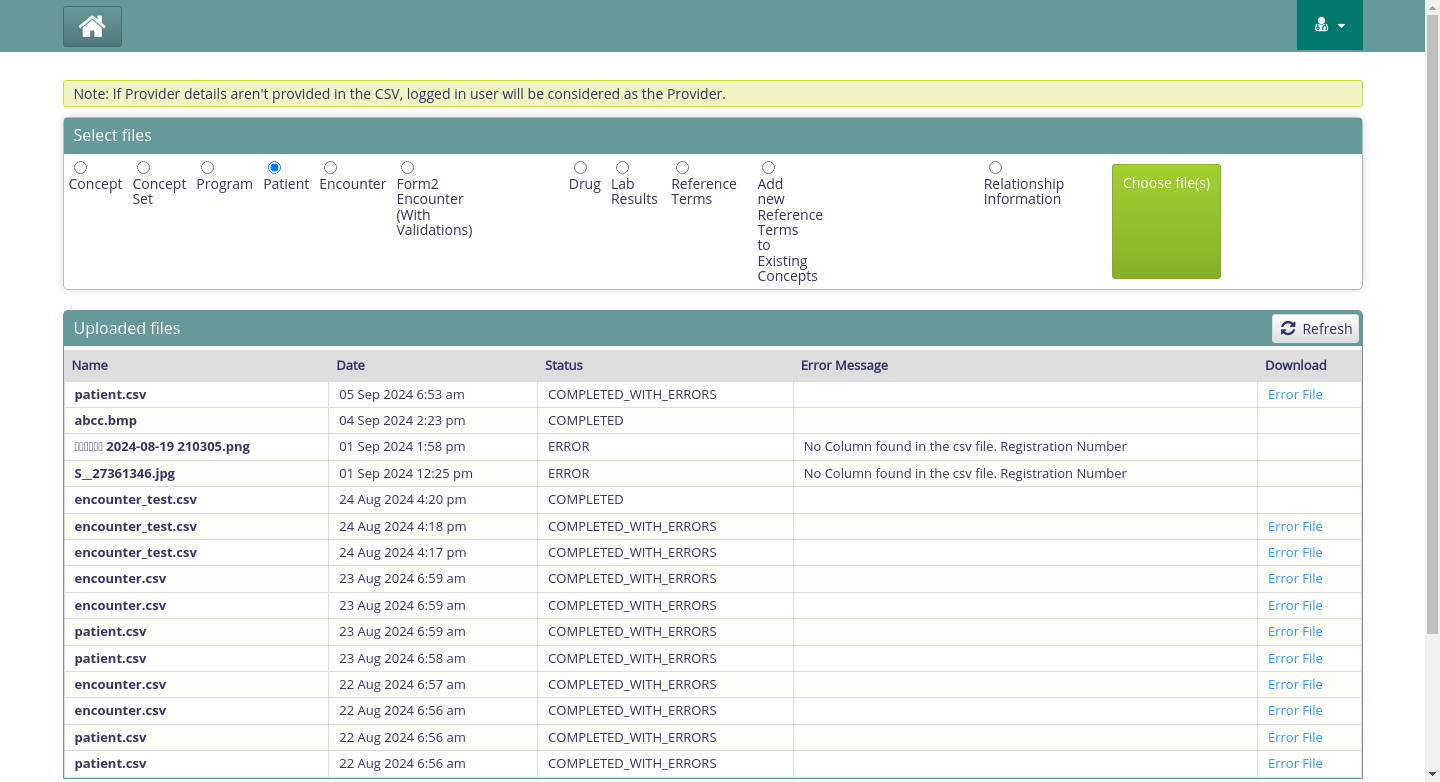 Note: If Provider details aren't provided in the CSV, logged in user will be considered as the Provider.
Select files
Concept
Concept Set
Program
Patient
Encounter
Form2 Encounter (With Validations)
Drug
Lab Results
Reference Terms
Add new Reference Terms to Existing Concepts
Relationship Information
Choose file(s)
Uploaded files
Refresh
Name Date Status Error Message Download
patient.csv 05 Sep 2024 6:53 am COMPLETED_WITH_ERRORS Error File
abcc.bmp 04 Sep 2024 2:23 pm COMPLETED
2024-08-19 210305.png 01 Sep 2024 1:58 pm ERROR No Column found in the csv file. Registration Number
S__27361346.jpg 01 Sep 2024 12:25 pm ERROR No Column found in the csv file. Registration Number
encounter_test.csv 24 Aug 2024 4:20 pm COMPLETED
encounter_test.csv 24 Aug 2024 4:18 pm COMPLETED_WITH_ERRORS Error File
encounter_test.csv 24 Aug 2024 4:17 pm COMPLETED_WITH_ERRORS Error File
encounter.csv 23 Aug 2024 6:59 am COMPLETED_WITH_ERRORS Error File
encounter.csv 23 Aug 2024 6:59 am COMPLETED_WITH_ERRORS Error File
patient.csv 23 Aug 2024 6:59 am COMPLETED_WITH_ERRORS Error File
patient.csv 23 Aug 2024 6:58 am COMPLETED_WITH_ERRORS Error File
encounter.csv 22 Aug 2024 6:57 am COMPLETED_WITH_ERRORS Error File
encounter.csv 22 Aug 2024 6:56 am COMPLETED_WITH_ERRORS Error File
patient.csv 22 Aug 2024 6:56 am COMPLETED_WITH_ERRORS Error File
patient.csv 22 Aug 2024 6:56 am COMPLETED_WITH_ERRORS Error File